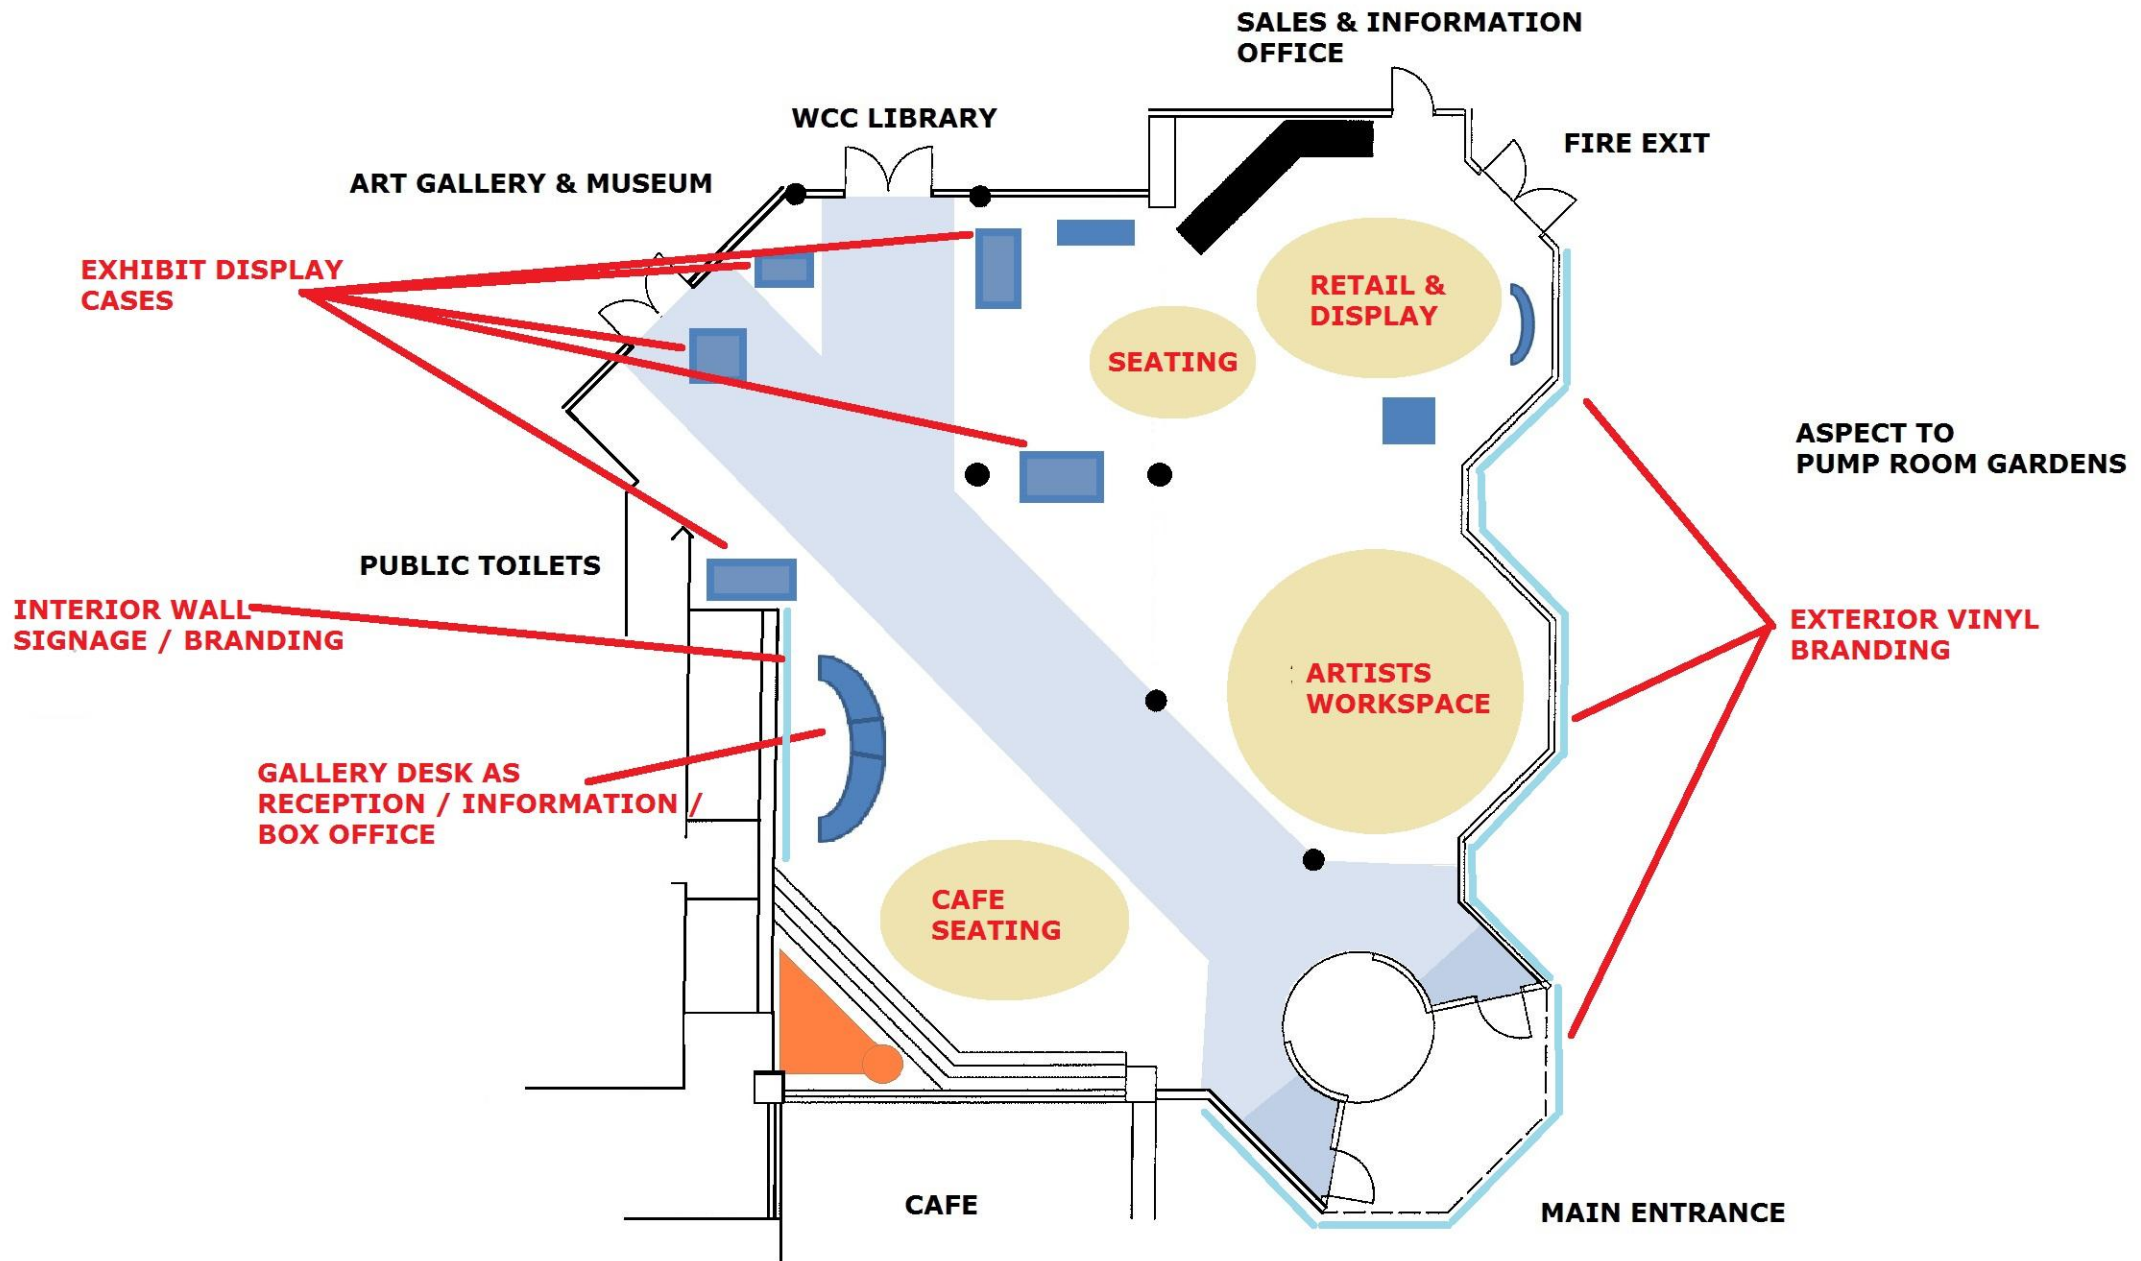 SALES & INFORMATION
OFFICE
WCC LIBRARY
FIRE EXIT
ART GALLERY & MUSEUM
EXHIBIT DISPLAY
CASES
RETAIL &
DISPLAY
SEATING
ASPECT TO
PUMP ROOM GARDENS
PUBLIC TOILETS
INTERIOR WALL
SIGNAGE / BRANDING
EXTERIOR VINYL
BRANDING
ARTISTS
WORKSPACE
GALLERY DESK AS
RECEPTION / INFORMATION /
BOX OFFICE
CAFE
SEATING
CAFE
MAIN ENTRANCE